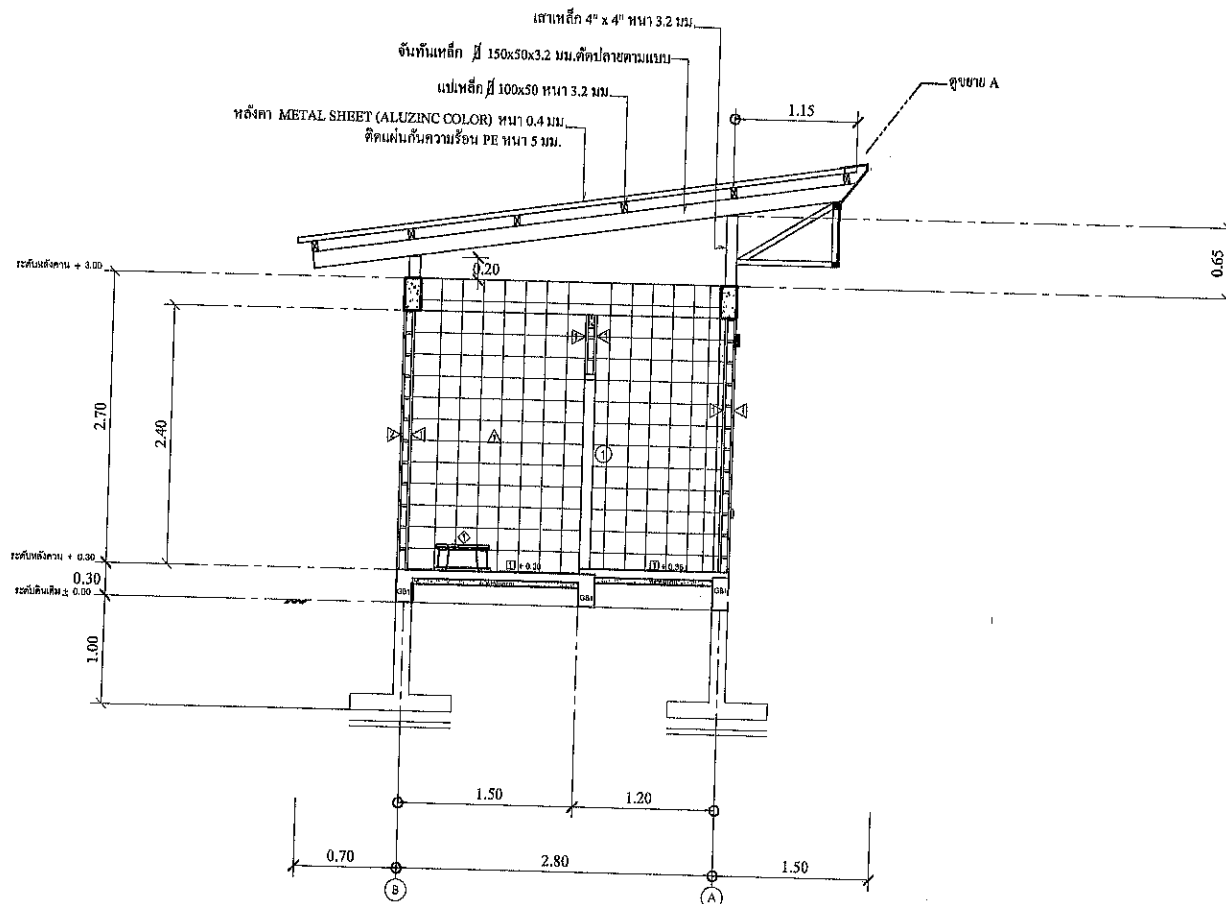 เสาเหล็ก 4" x 4" หนา 3.2 มม.
จันทันเหล็ก 150x50x3.2 มม.ตัดปลายตามแบบ
แปเหล็ก 100x50 หนา 3.2 มม.
หลังคา METAL SHEET (ALUZINC COLOR) หนา 0.4 มม.
ติดแผ่นกันความร้อน PE หนา 5 มม.
ดูขยาย A
1.15
ระดับหลังคาน + 3.00
0.20
0.65
2.70
2.40
2
1
1
1
1
ระดับหลังคาน + 0.30
1 + 0.30
0.30
ระดับดินเดิม ± 0.00
GB1
1.00
1.50
1.20
0.70
2.80
1.50
B
A